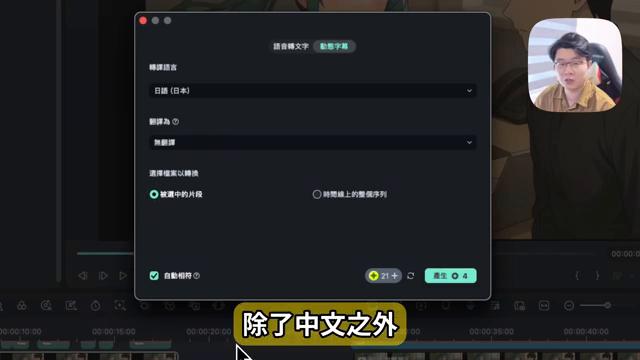 語音轉文字 動態字幕
轉譯語言
日語 (日本)
翻譯為
無翻譯
選擇檔案以轉換
被選中的片段 時間線上的整個序列
自動相符 21 產生 4
00:00:0
除了中文之外
00:00:10:00 00:00:15:00 00:00:20:00 00:00:35:00 00:00:40:00